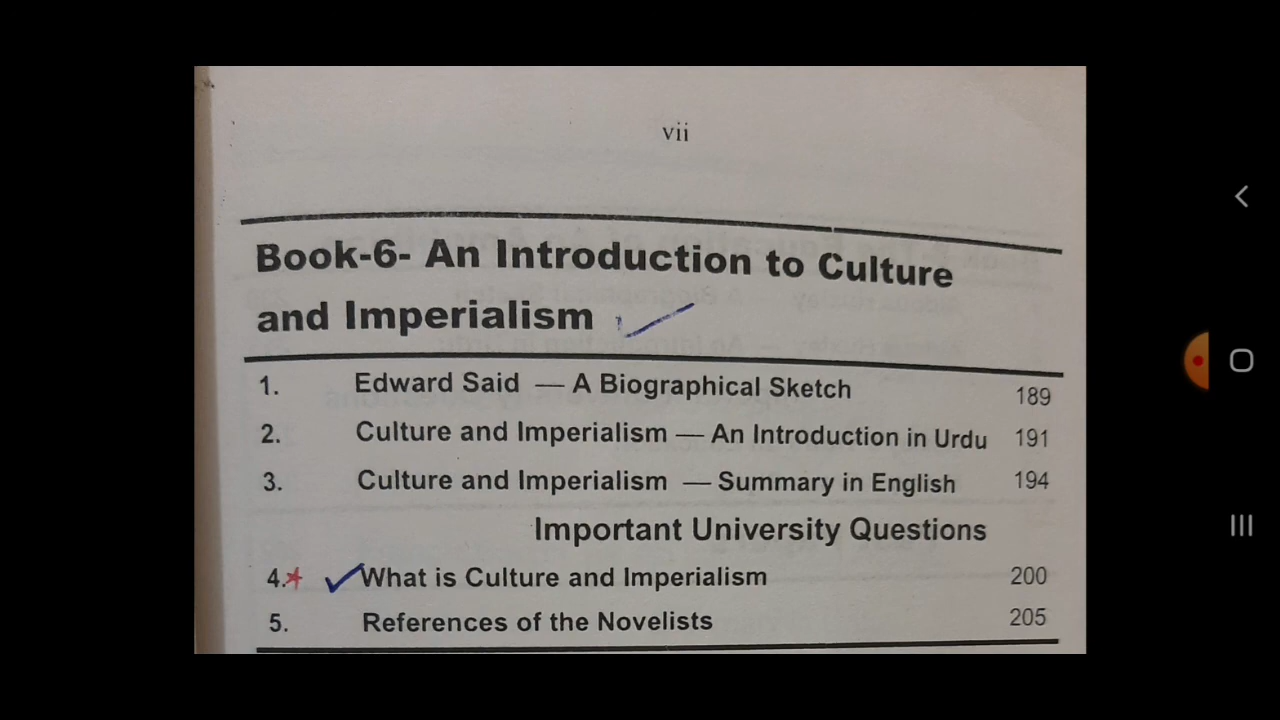 vii
Book-6- An Introduction to Culture
and Imperialism
1. Edward Said — A Biographical Sketch 189
2. Culture and Imperialism — An Introduction in Urdu 191
3. Culture and Imperialism — Summary in English 194
Important University Questions
4. What is Culture and Imperialism 200
5. References of the Novelists 205